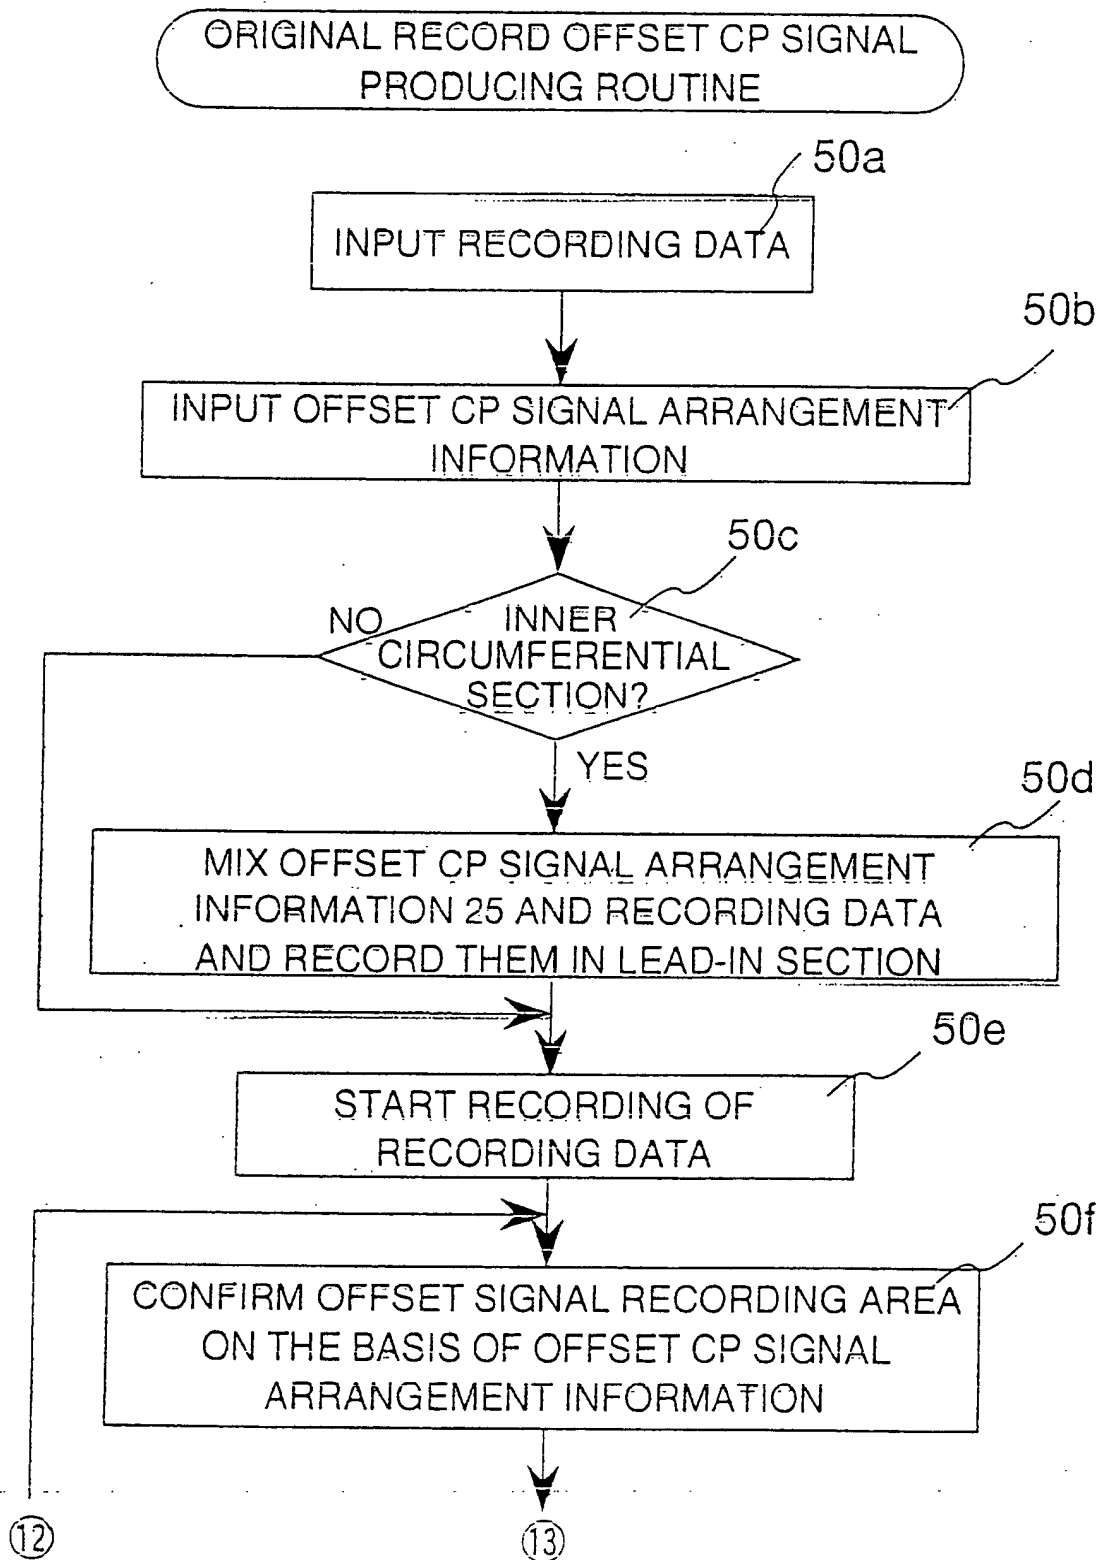 ORIGINAL RECORD OFFSET CP SIGNAL
PRODUCING ROUTINE
50a
INPUT RECORDING DATA
50b
INPUT OFFSET CP SIGNAL ARRANGEMENT
INFORMATION
50c
NO
INNER
CIRCUMFERENTIAL
SECTION?
YES
50d
MIX OFFSET CP SIGNAL ARRANGEMENT
INFORMATION 25 AND RECORDING DATA
AND RECORD THEM IN LEAD-IN SECTION
50e
START RECORDING OF
RECORDING DATA
50f
CONFIRM OFFSET SIGNAL RECORDING AREA
ON THE BASIS OF OFFSET CP SIGNAL
ARRANGEMENT INFORMATION
⑫
⑬